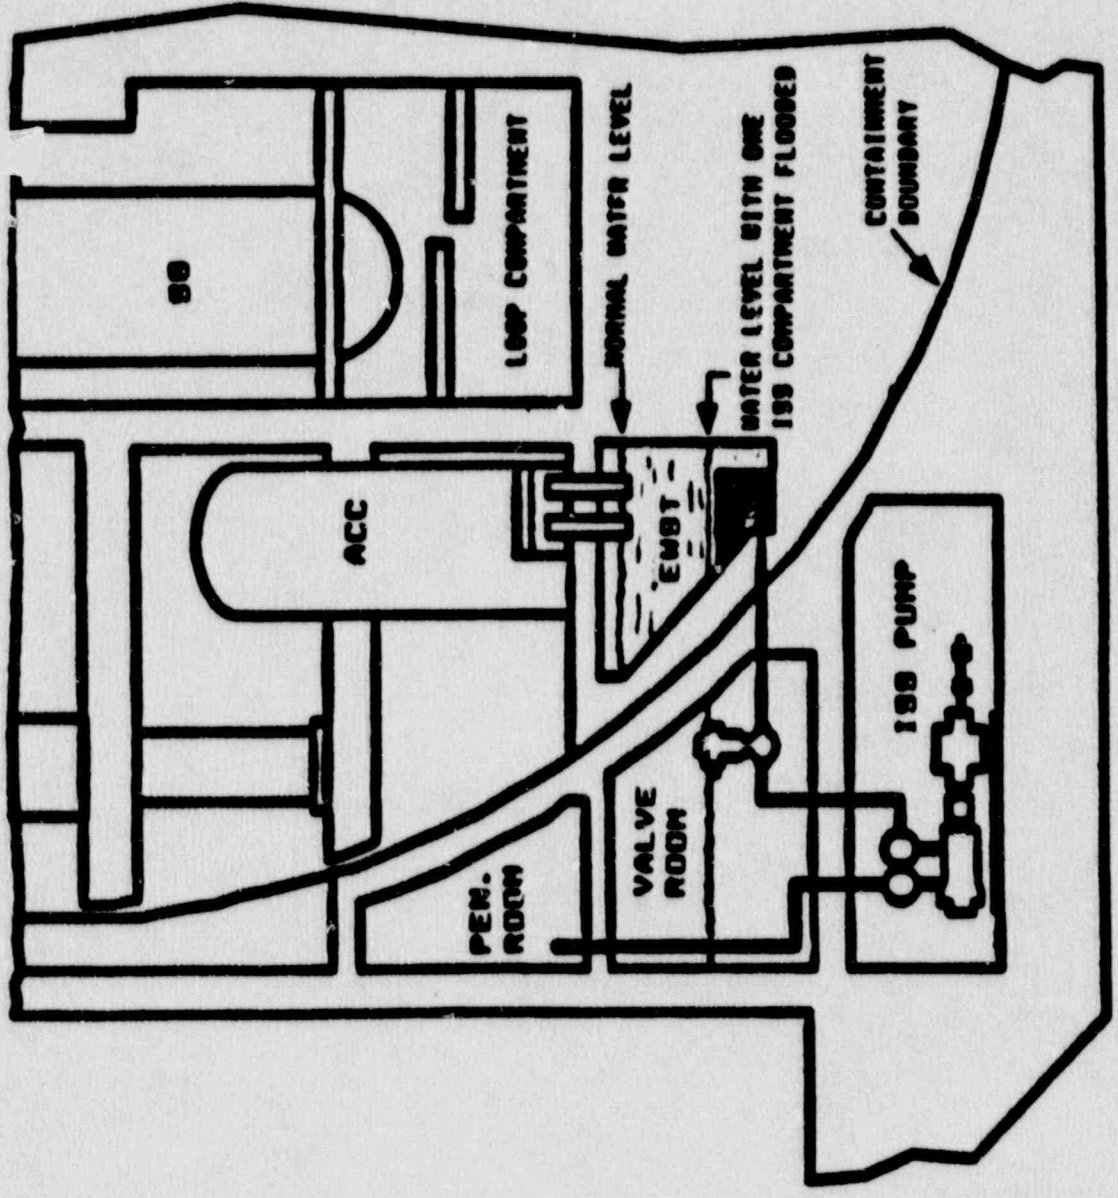 SG
ACC
PEN.
ROOM
LOOP COMPARTMENT
NORMAL WATER LEVEL
EWST
VALVE
ROOM
WATER LEVEL WITH ONE
ISS COMPARTMENT FLOODED
CONTAINMENT
BOUNDARY
ISS PUMP